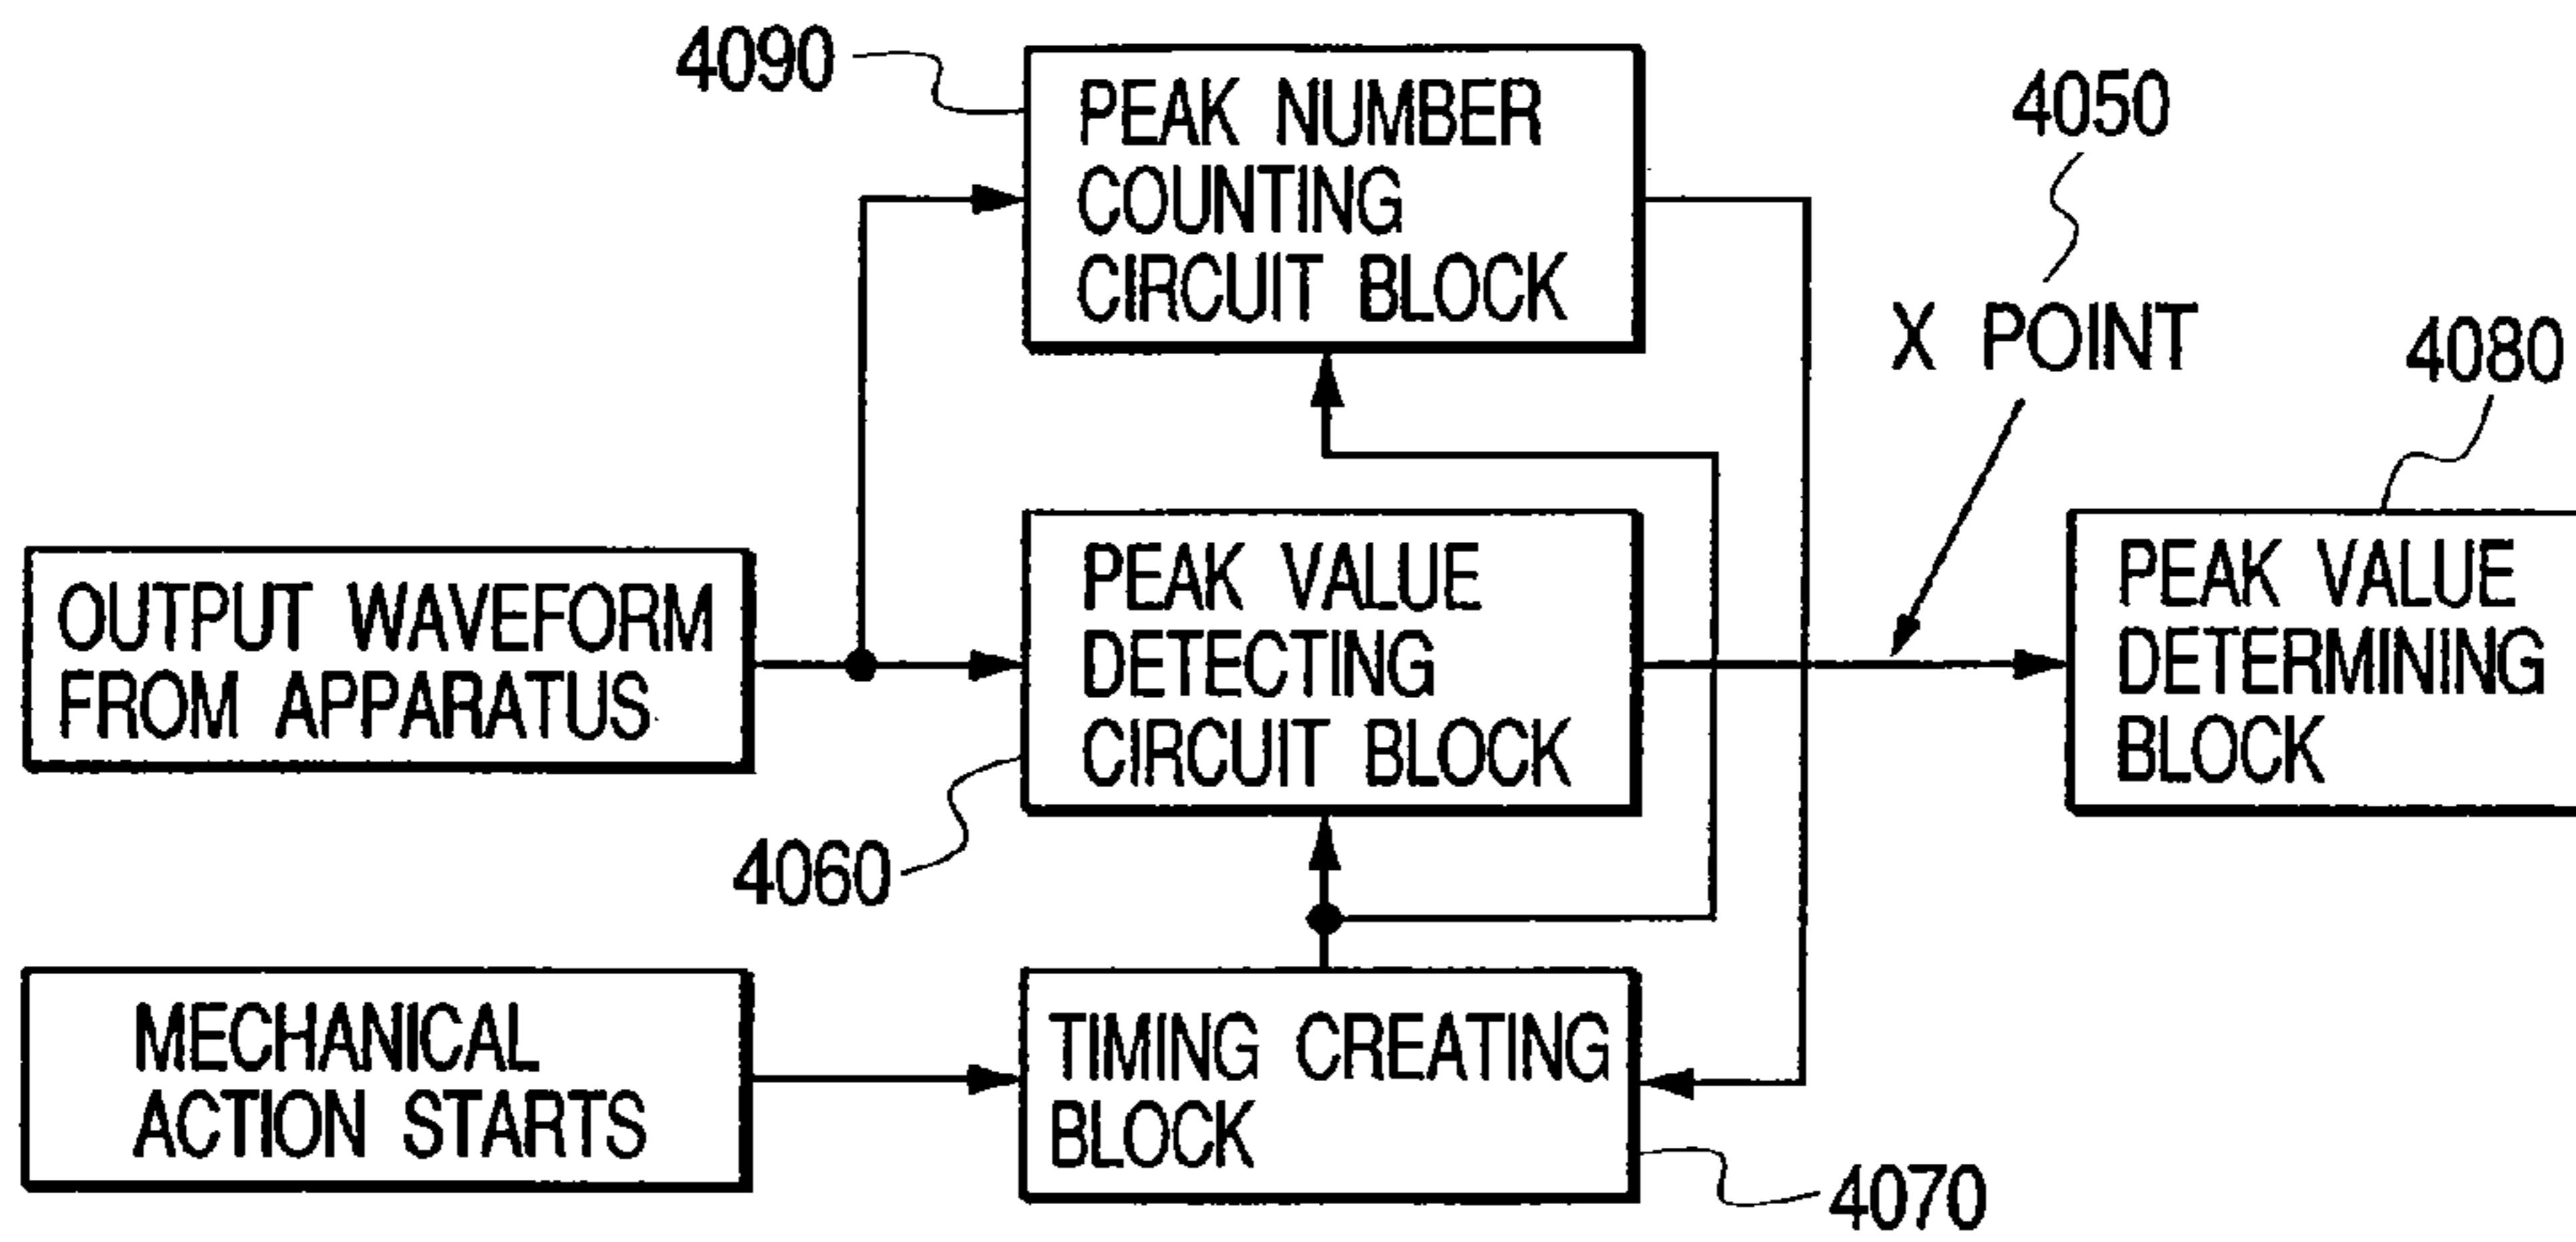 4090
PEAK NUMBER
COUNTING
CIRCUIT BLOCK
4050
X POINT
4080
OUTPUT WAVEFORM
FROM APPARATUS
PEAK VALUE
DETECTING
CIRCUIT BLOCK
PEAK VALUE
DETERMINING
BLOCK
4060
MECHANICAL
ACTION STARTS
TIMING CREATING
BLOCK
4070